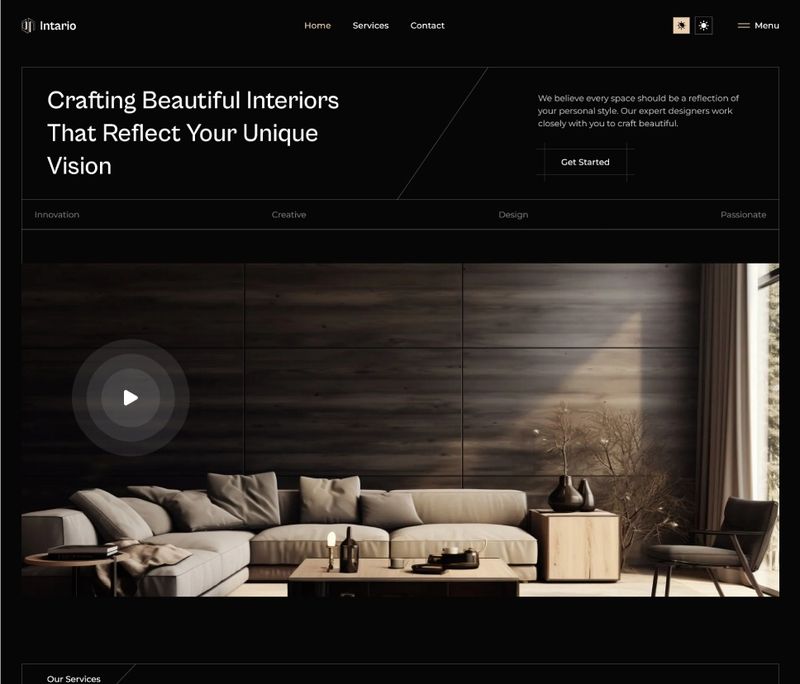 Intario
Home
Services
Contact
Menu
Crafting Beautiful Interiors
That Reflect Your Unique
Vision
We believe every space should be a reflection of
your personal style. Our expert designers work
closely with you to craft beautiful.
Get Started
Innovation
Creative
Design
Passionate
Our Services